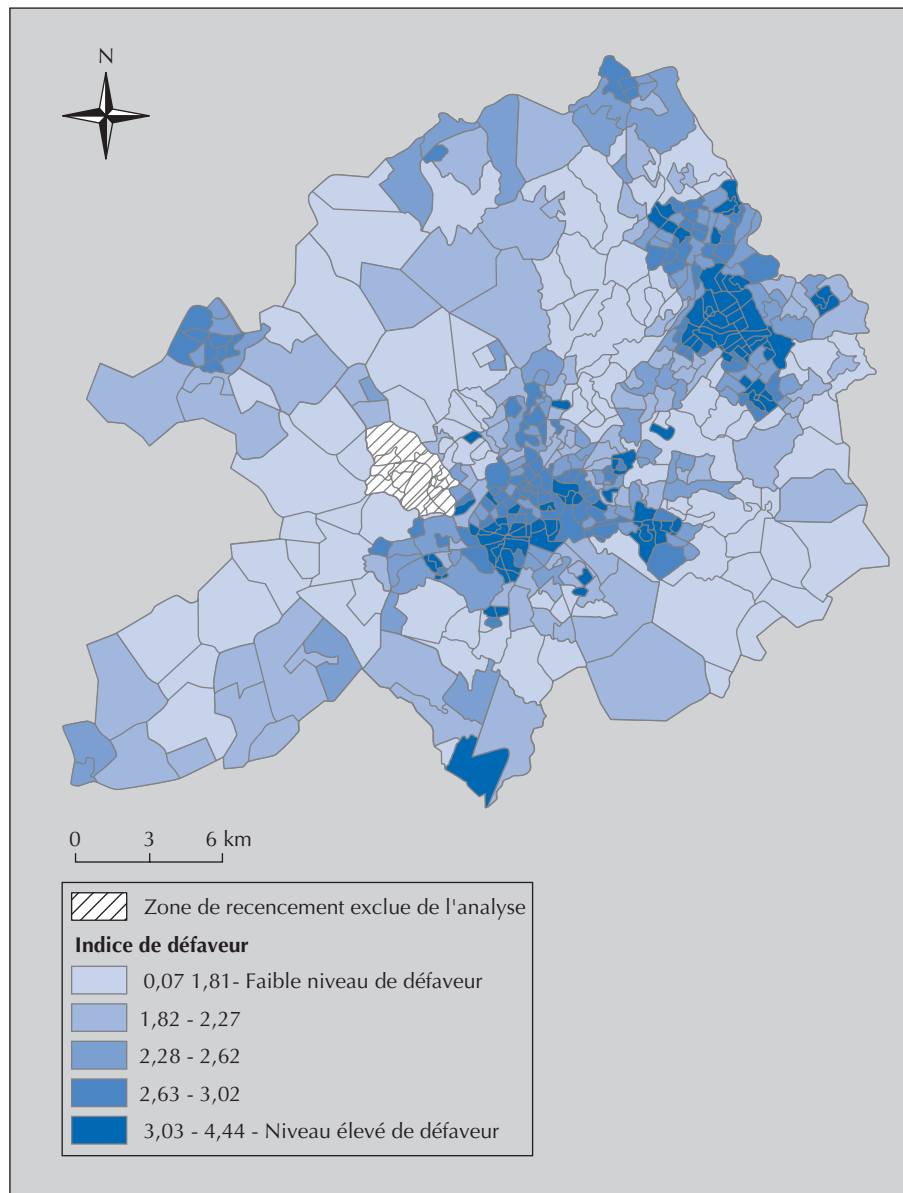 N
0 3 6 km
Zone de recencement exclue de l'analyse
Indice de défaveur
0,07 1,81- Faible niveau de défaveur
1,82 - 2,27
2,28 - 2,62
2,63 - 3,02
3,03 - 4,44 - Niveau élevé de défaveur